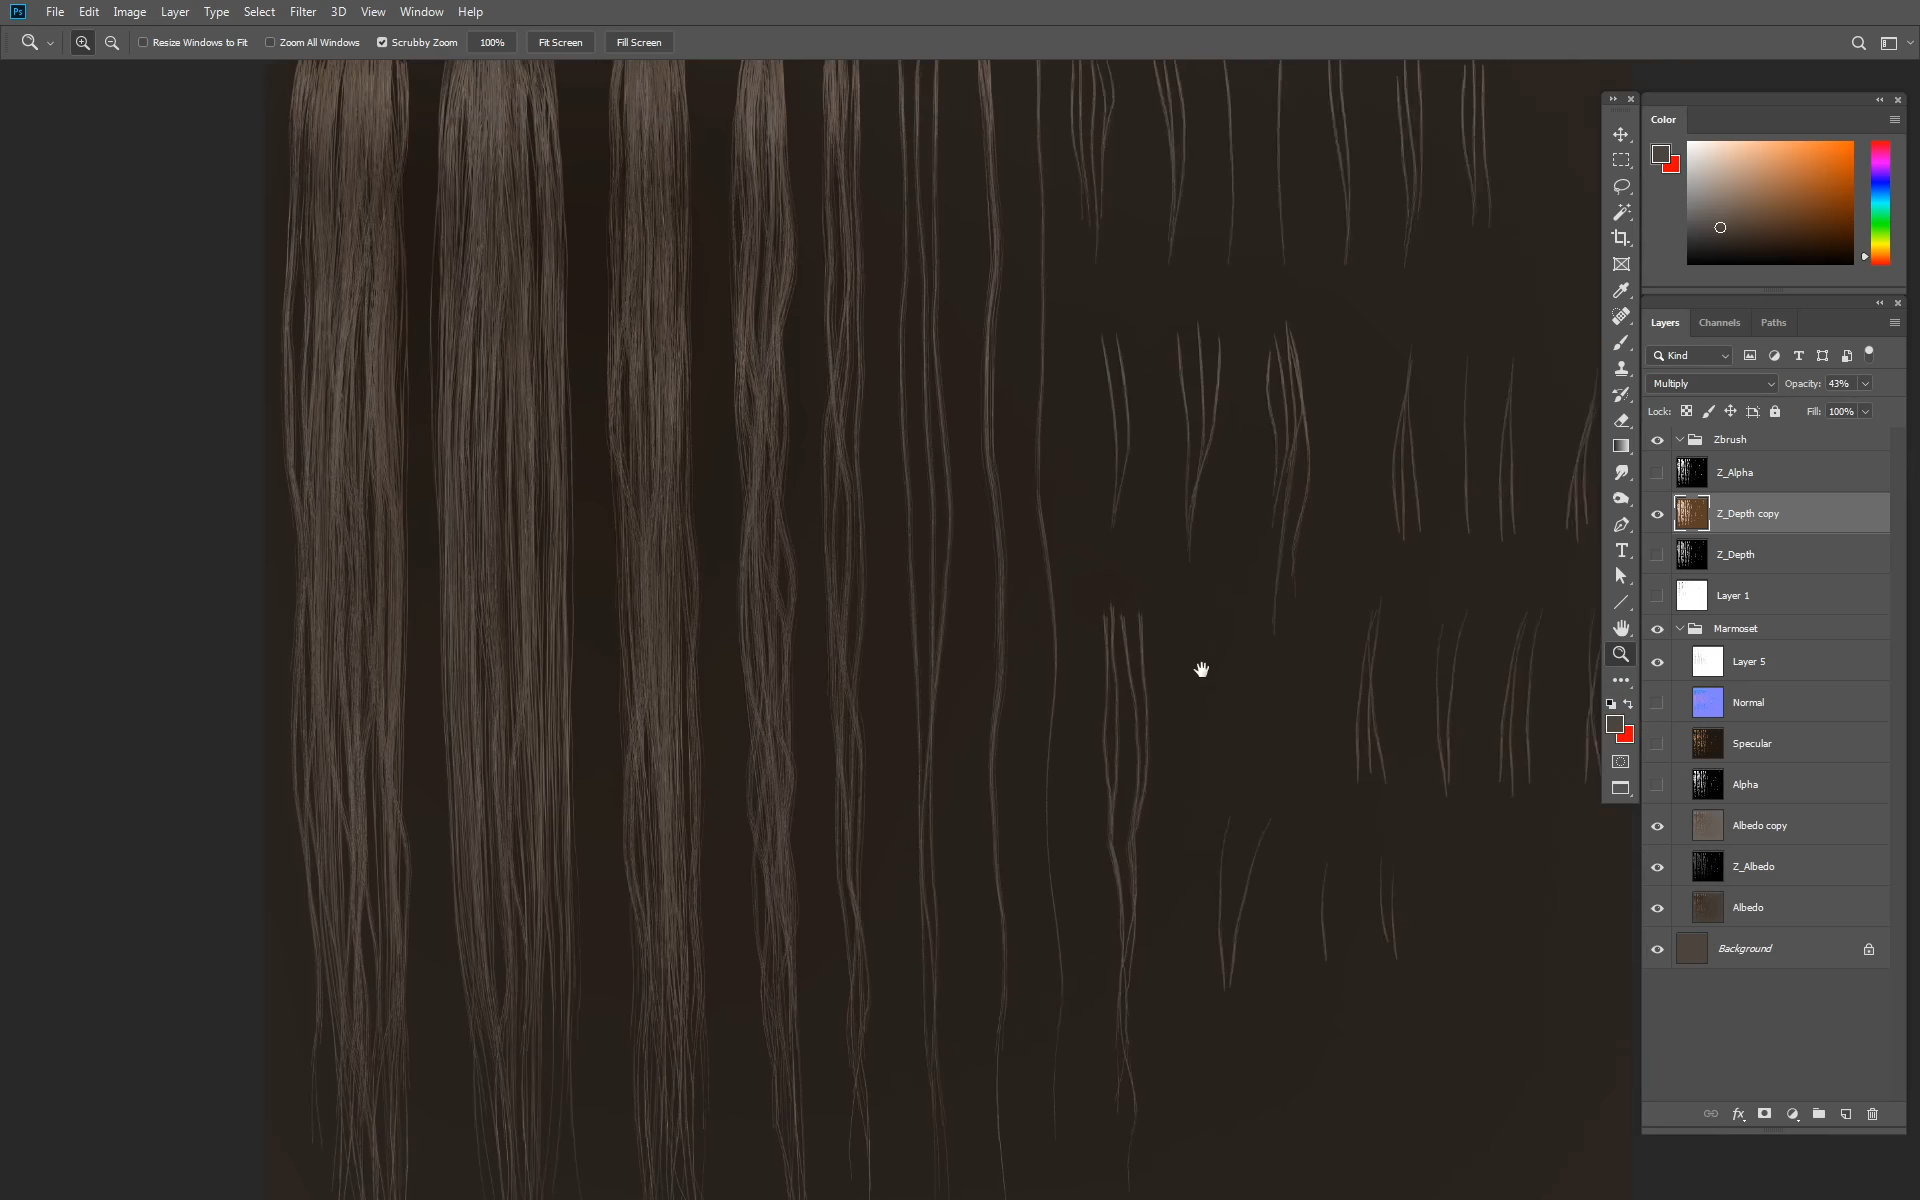 Ps File Edit Image Layer Type Select Filter 3D View Window Help
Resize Windows to Fit Zoom All Windows Scrubby Zoom 100% Fit Screen Fill Screen
Color
Layers Channels Paths
Kind
Multiply Opacity: 43%
Lock: Fill: 100%
Zbrush
Z_Alpha
Z_Depth copy
Z_Depth
Layer 1
Marmoset
Layer 5
Normal
Specular
Alpha
Albedo copy
Z_Albedo
Albedo
Background
fx